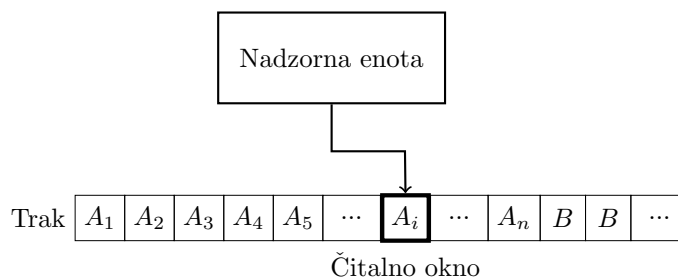 Nadzorna enota
Trak A₁ A₂ A₃ A₄ A₅ ... Aᵢ ... Aₙ B B ...
Čitalno okno